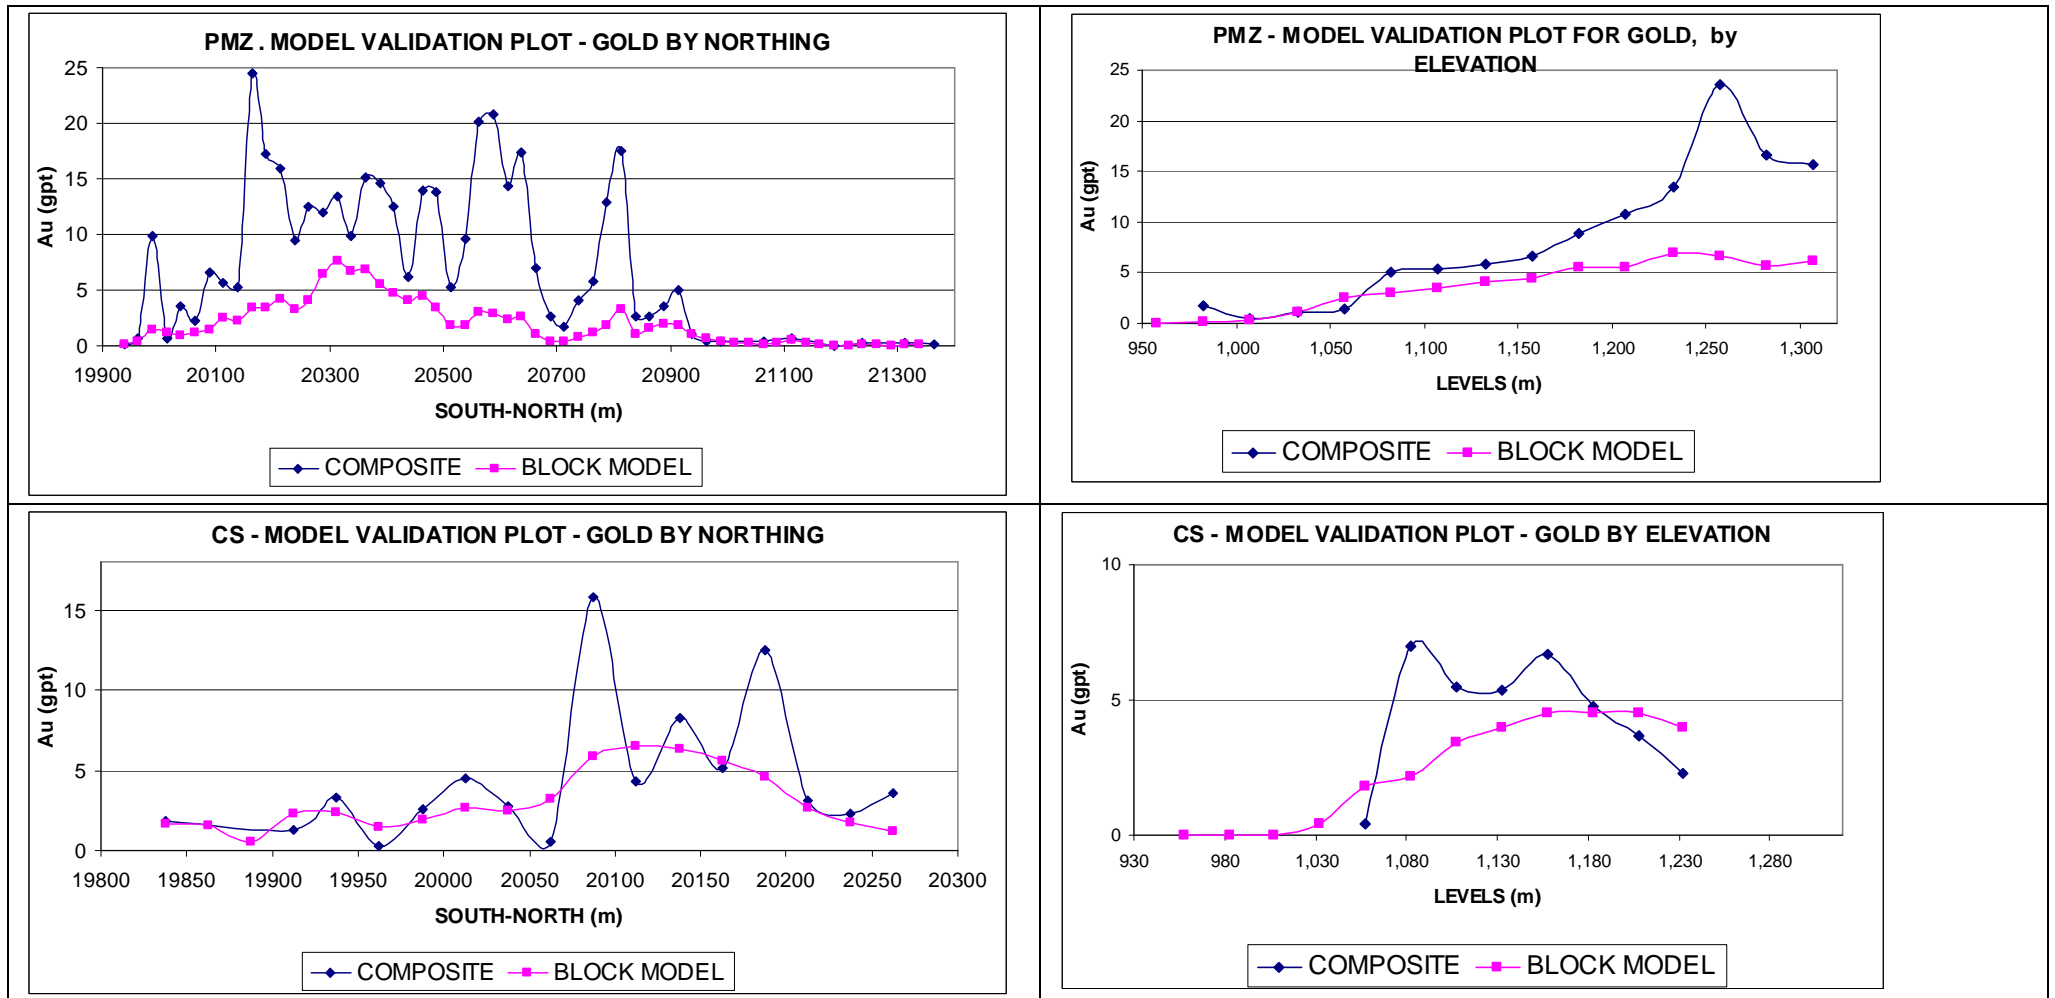 PMZ . MODEL VALIDATION PLOT - GOLD BY NORTHING
25
20
15
10
5
0
Au (gpt)
19900 20100 20300 20500 20700 20900 21100 21300
SOUTH-NORTH (m)
COMPOSITE BLOCK MODEL
PMZ - MODEL VALIDATION PLOT FOR GOLD, by
ELEVATION
25
20
15
10
5
0
Au (gpt)
950 1,000 1,050 1,100 1,150 1,200 1,250 1,300
LEVELS (m)
COMPOSITE BLOCK MODEL
CS - MODEL VALIDATION PLOT - GOLD BY NORTHING
15
10
5
0
Au (gpt)
19800 19850 19900 19950 20000 20050 20100 20150 20200 20250 20300
SOUTH-NORTH (m)
COMPOSITE BLOCK MODEL
CS - MODEL VALIDATION PLOT - GOLD BY ELEVATION
10
5
0
Au (gpt)
930 980 1,030 1,080 1,130 1,180 1,230 1,280
LEVELS (m)
COMPOSITE BLOCK MODEL